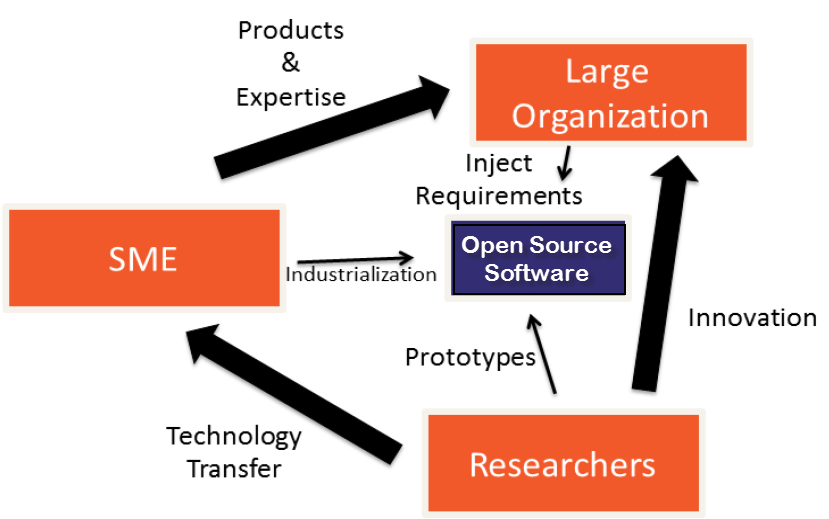 Products
&
Expertise
Large
Organization
Inject
Requirements
SME
Industrialization
Open Source
Software
Innovation
Prototypes
Technology
Transfer
Researchers